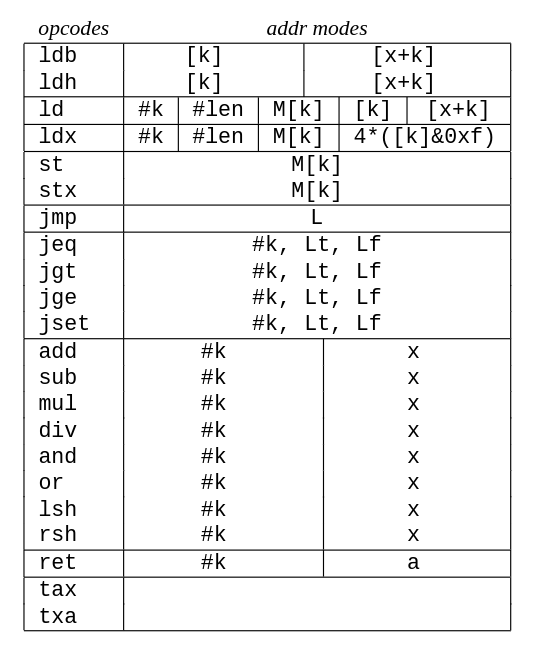 opcodes addr modes
ldb [k] [x+k]
ldh [k] [x+k]
ld #k #len M[k] [k] [x+k]
ldx #k #len M[k] 4*([k]&0xf)
st M[k]
stx M[k]
jmp L
jeq #k, Lt, Lf
jgt #k, Lt, Lf
jge #k, Lt, Lf
jset #k, Lt, Lf
add #k x
sub #k x
mul #k x
div #k x
and #k x
or #k x
lsh #k x
rsh #k x
ret #k a
tax
txa